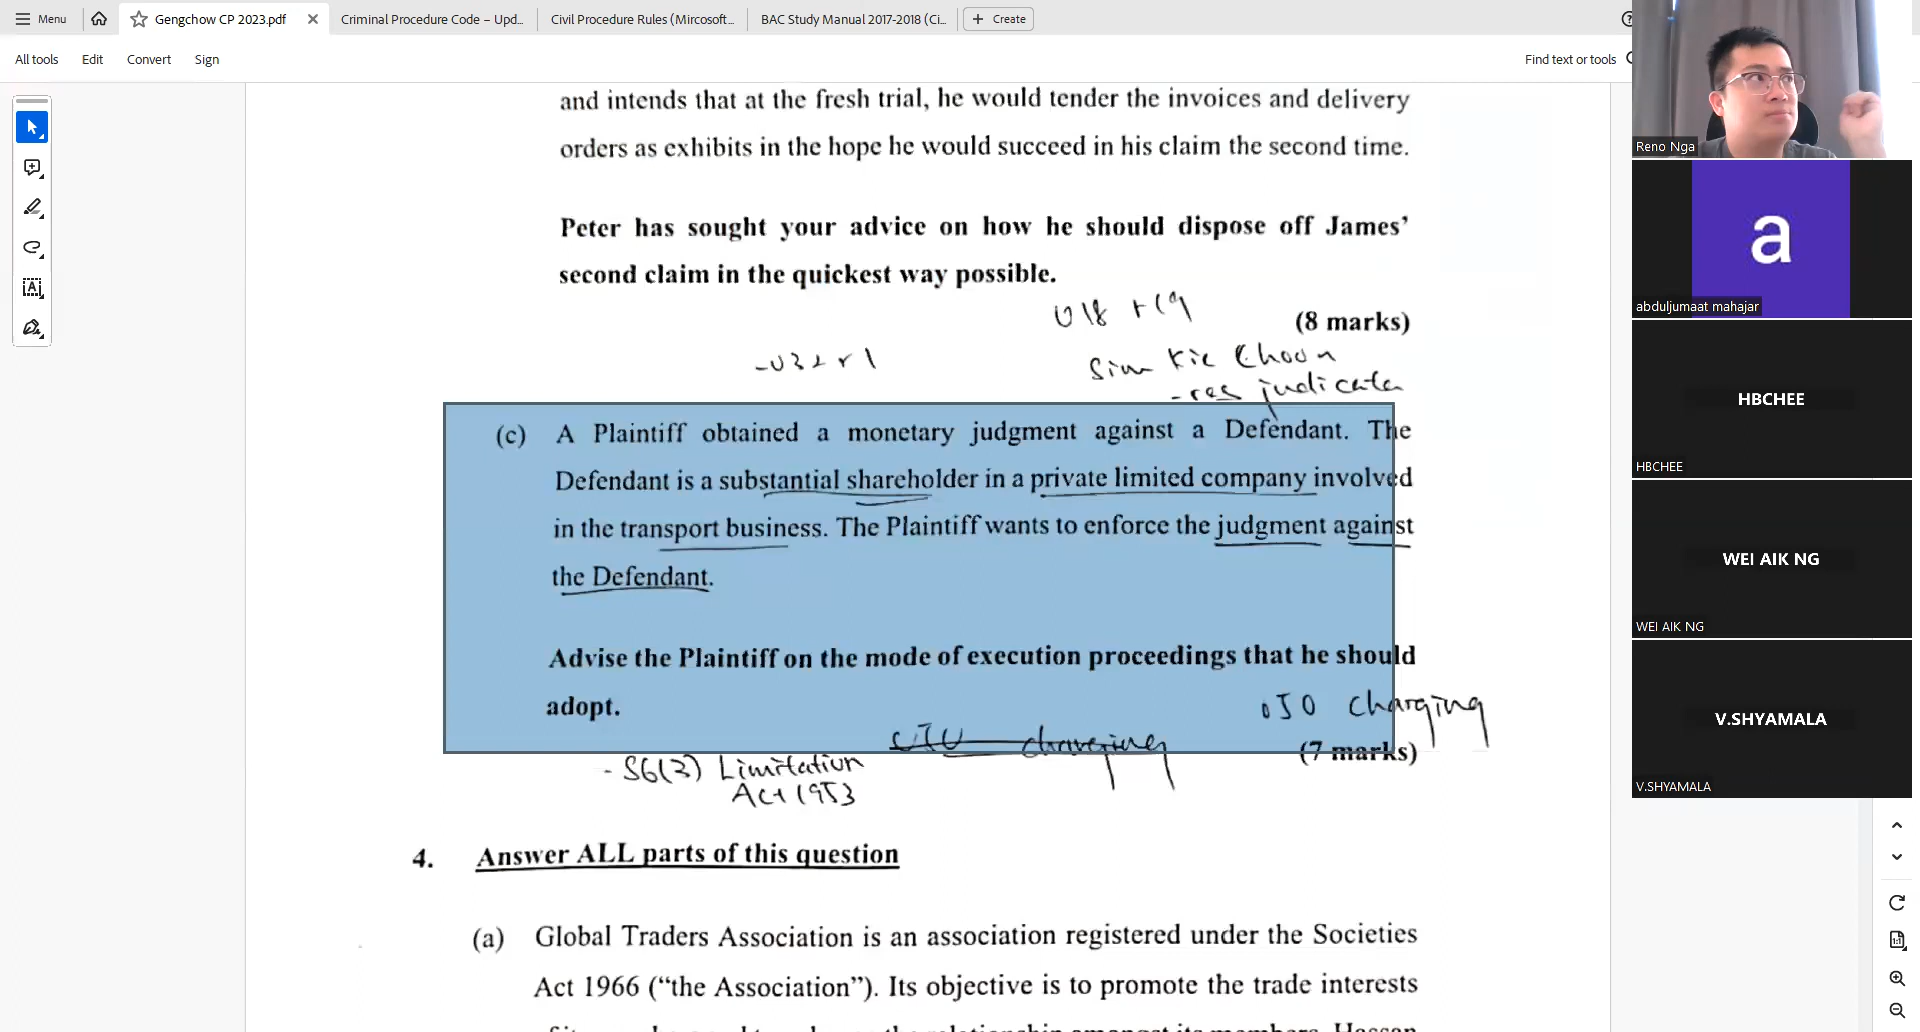 Menu
Gengchow CP 2023.pdf
Criminal Procedure Code – Upd...
Civil Procedure Rules (Mircosoft...
BAC Study Manual 2017-2018 (Ci...
+ Create
All tools Edit Convert Sign
Find text or tools
and intends that at the fresh trial, he would tender the invoices and delivery
orders as exhibits in the hope he would succeed in his claim the second time.
Peter has sought your advice on how he should dispose off James'
second claim in the quickest way possible.
O18 r19
(8 marks)
Sim Kie Choon
- res judicata
(c) A Plaintiff obtained a monetary judgment against a Defendant. The
Defendant is a substantial shareholder in a private limited company involved
in the transport business. The Plaintiff wants to enforce the judgment against
the Defendant.
Advise the Plaintiff on the mode of execution proceedings that he should
adopt.
O50 charging
charging
(7 marks)
- S6(3) Limitation
Act 1953
4. Answer ALL parts of this question
(a) Global Traders Association is an association registered under the Societies
Act 1966 ("the Association"). Its objective is to promote the trade interests
Reno Nga
a
abduljumaat mahajar
HBCHEE
HBCHEE
WEI AIK NG
WEI AIK NG
V.SHYAMALA
V.SHYAMALA